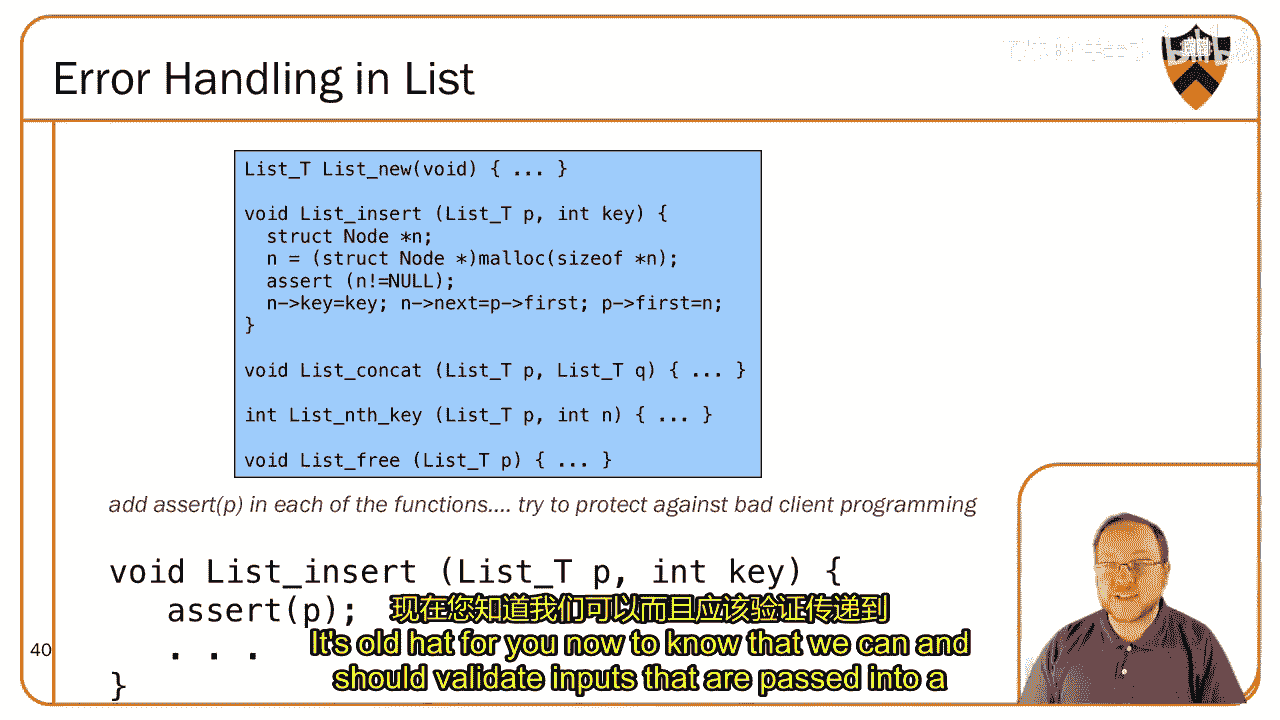 Error Handling in List
List_T List_new(void) { ... }
void List_insert (List_T p, int key) {
struct Node *n;
n = (struct Node *)malloc(sizeof *n);
assert (n!=NULL);
n->key=key; n->next=p->first; p->first=n;
}
void List_concat (List_T p, List_T q) { ... }
int List_nth_key (List_T p, int n) { ... }
void List_free (List_T p) { ... }
add assert(p) in each of the functions.... try to protect against bad client programming
void List_insert (List_T p, int key) {
assert(p);
. . .
}
现在您知道我们可以而且应该验证传递到
It's old hat for you now to know that we can and
should validate inputs that are passed into a
40